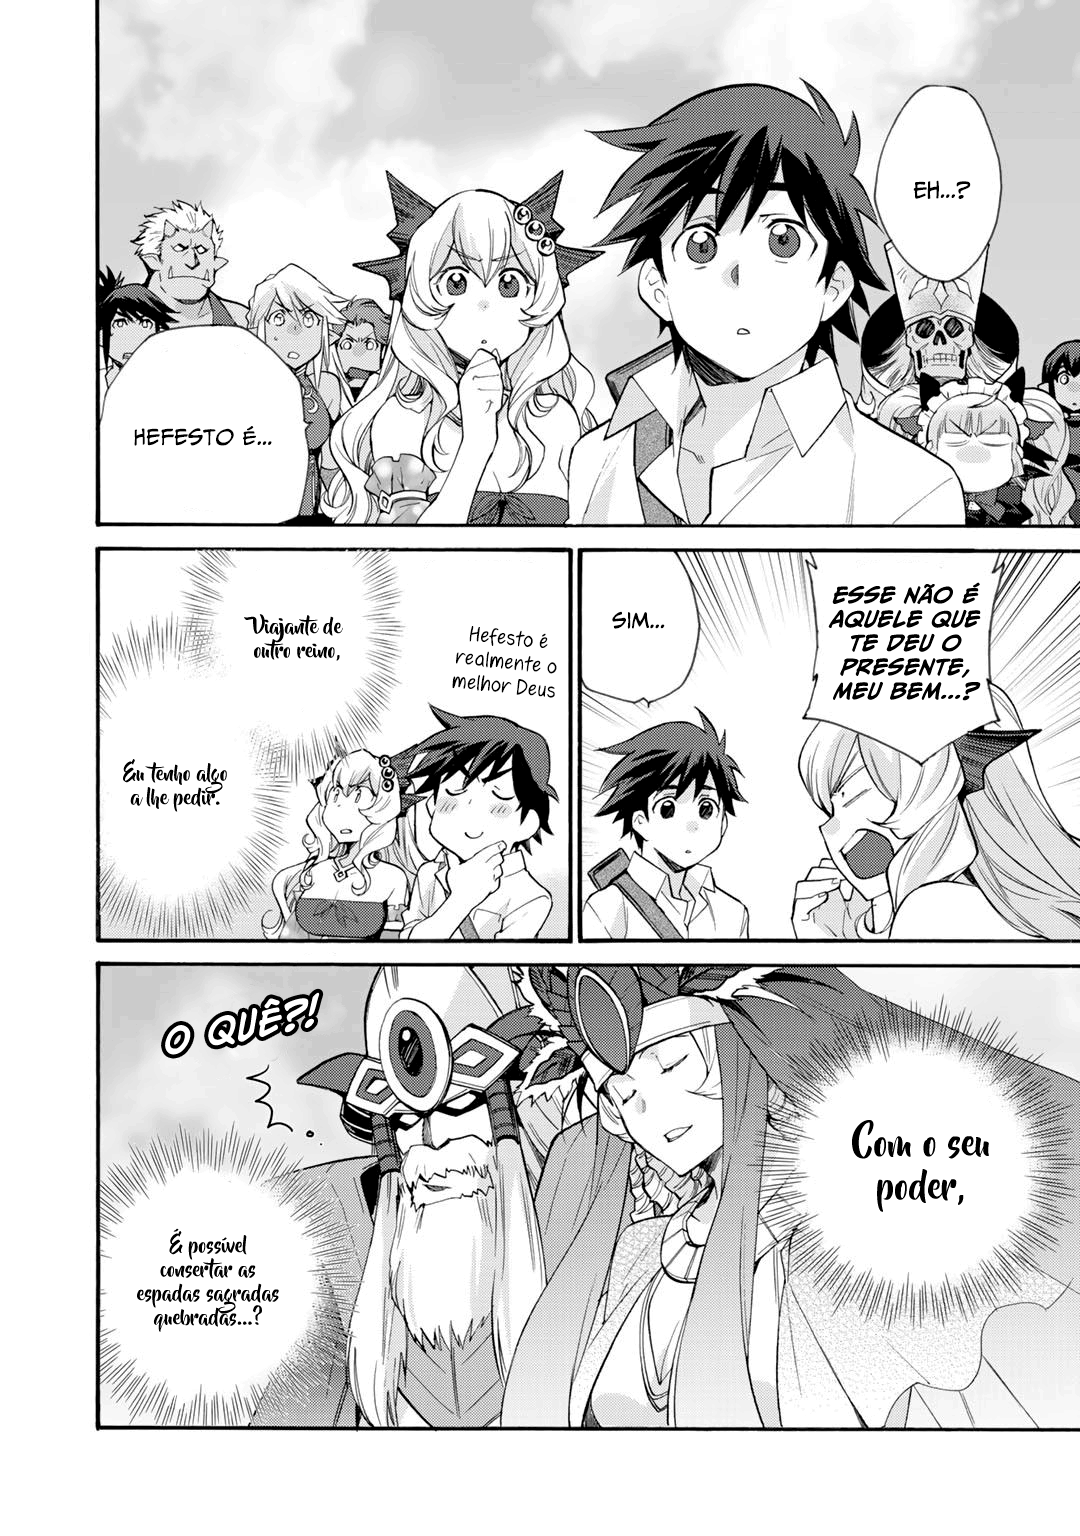 EH...?
HEFESTO É...
ESSE NÃO É
AQUELE QUE
TE DEU O
PRESENTE,
MEU BEM...?
SIM...
Hefesto é
realmente o
melhor Deus
Viajante de
outro reino,
Eu tenho algo
a lhe pedir.
Com o seu
poder,
O QUÊ?!
É possível
consertar as
espadas sagradas
quebradas...?